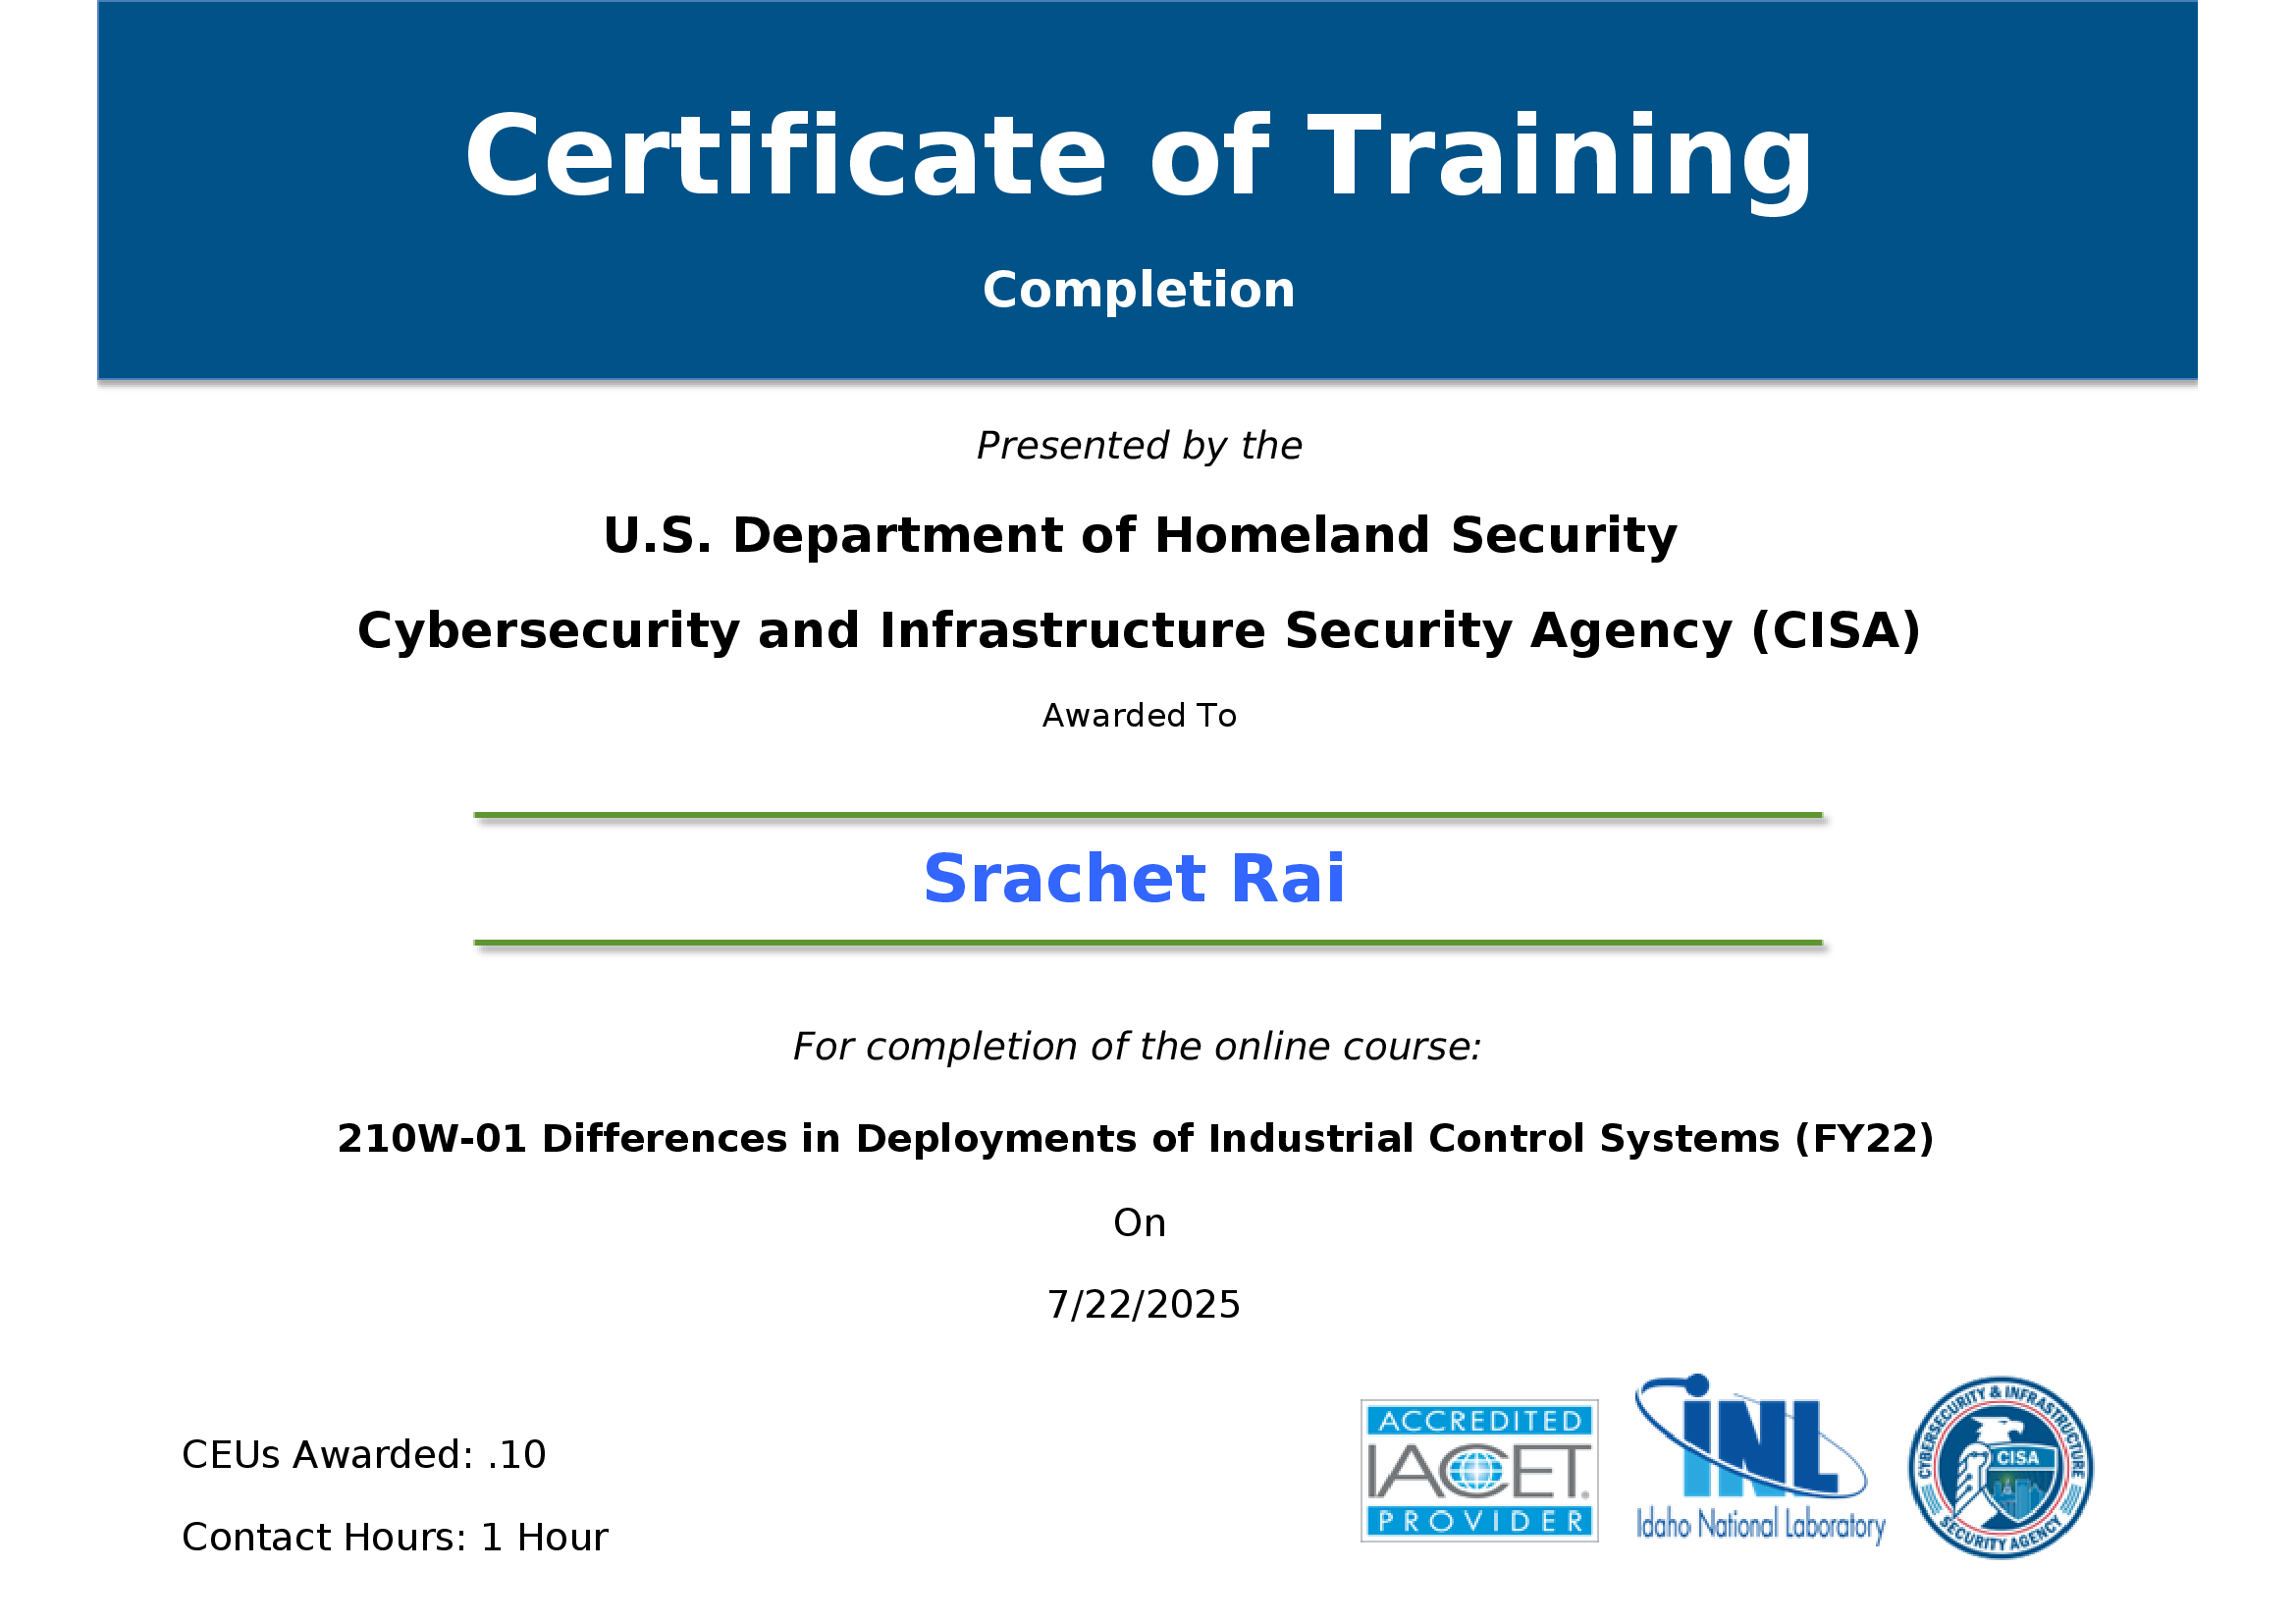 Certificate of Training
Completion
Presented by the
U.S. Department of Homeland Security
Cybersecurity and Infrastructure Security Agency (CISA)
Awarded To
Srachet Rai
For completion of the online course:
210W-01 Differences in Deployments of Industrial Control Systems (FY22)
On
7/22/2025
CEUs Awarded: .10
Contact Hours: 1 Hour
ACCREDITED
IACET®
PROVIDER
INL
Idaho National Laboratory
CYBERSECURITY & INFRASTRUCTURE
CISA
SECURITY AGENCY